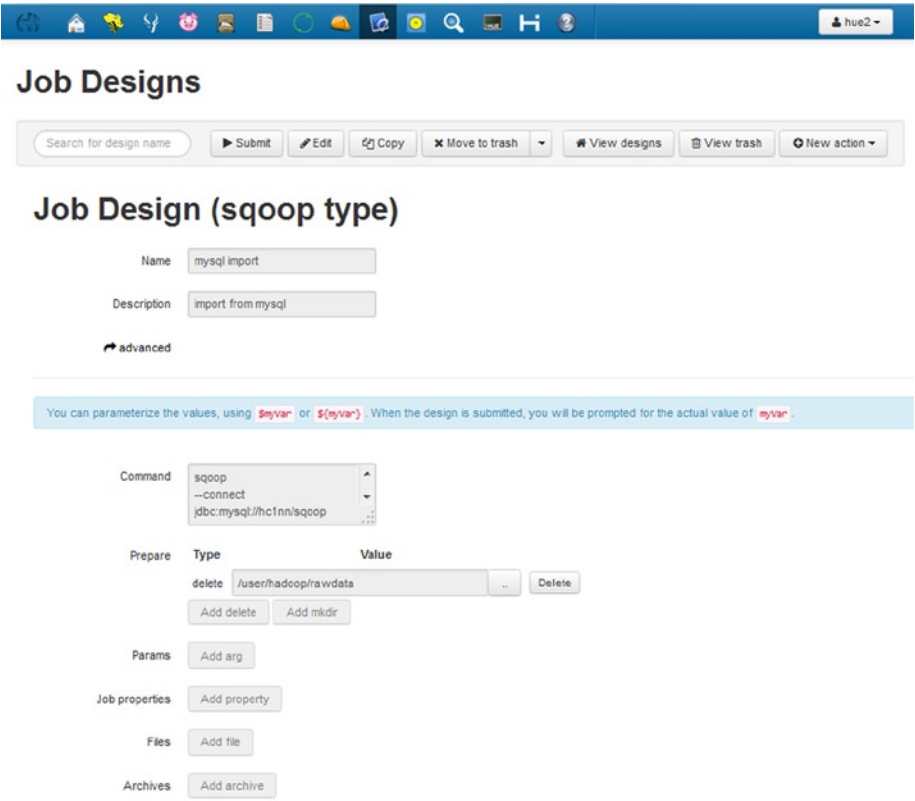 hue2
Job Designs
Search for design name Submit Edit Copy Move to trash View designs View trash New action
Job Design (sqoop type)
Name mysql import
Description import from mysql
advanced
You can parameterize the values, using $myVar or ${myVar} . When the design is submitted, you will be prompted for the actual value of myVar .
Command sqoop
--connect
jdbc:mysql://hc1nn/sqoop
Prepare Type Value
delete /user/hadoop/rawdata .. Delete
Add delete Add mkdir
Params Add arg
Job properties Add property
Files Add file
Archives Add archive